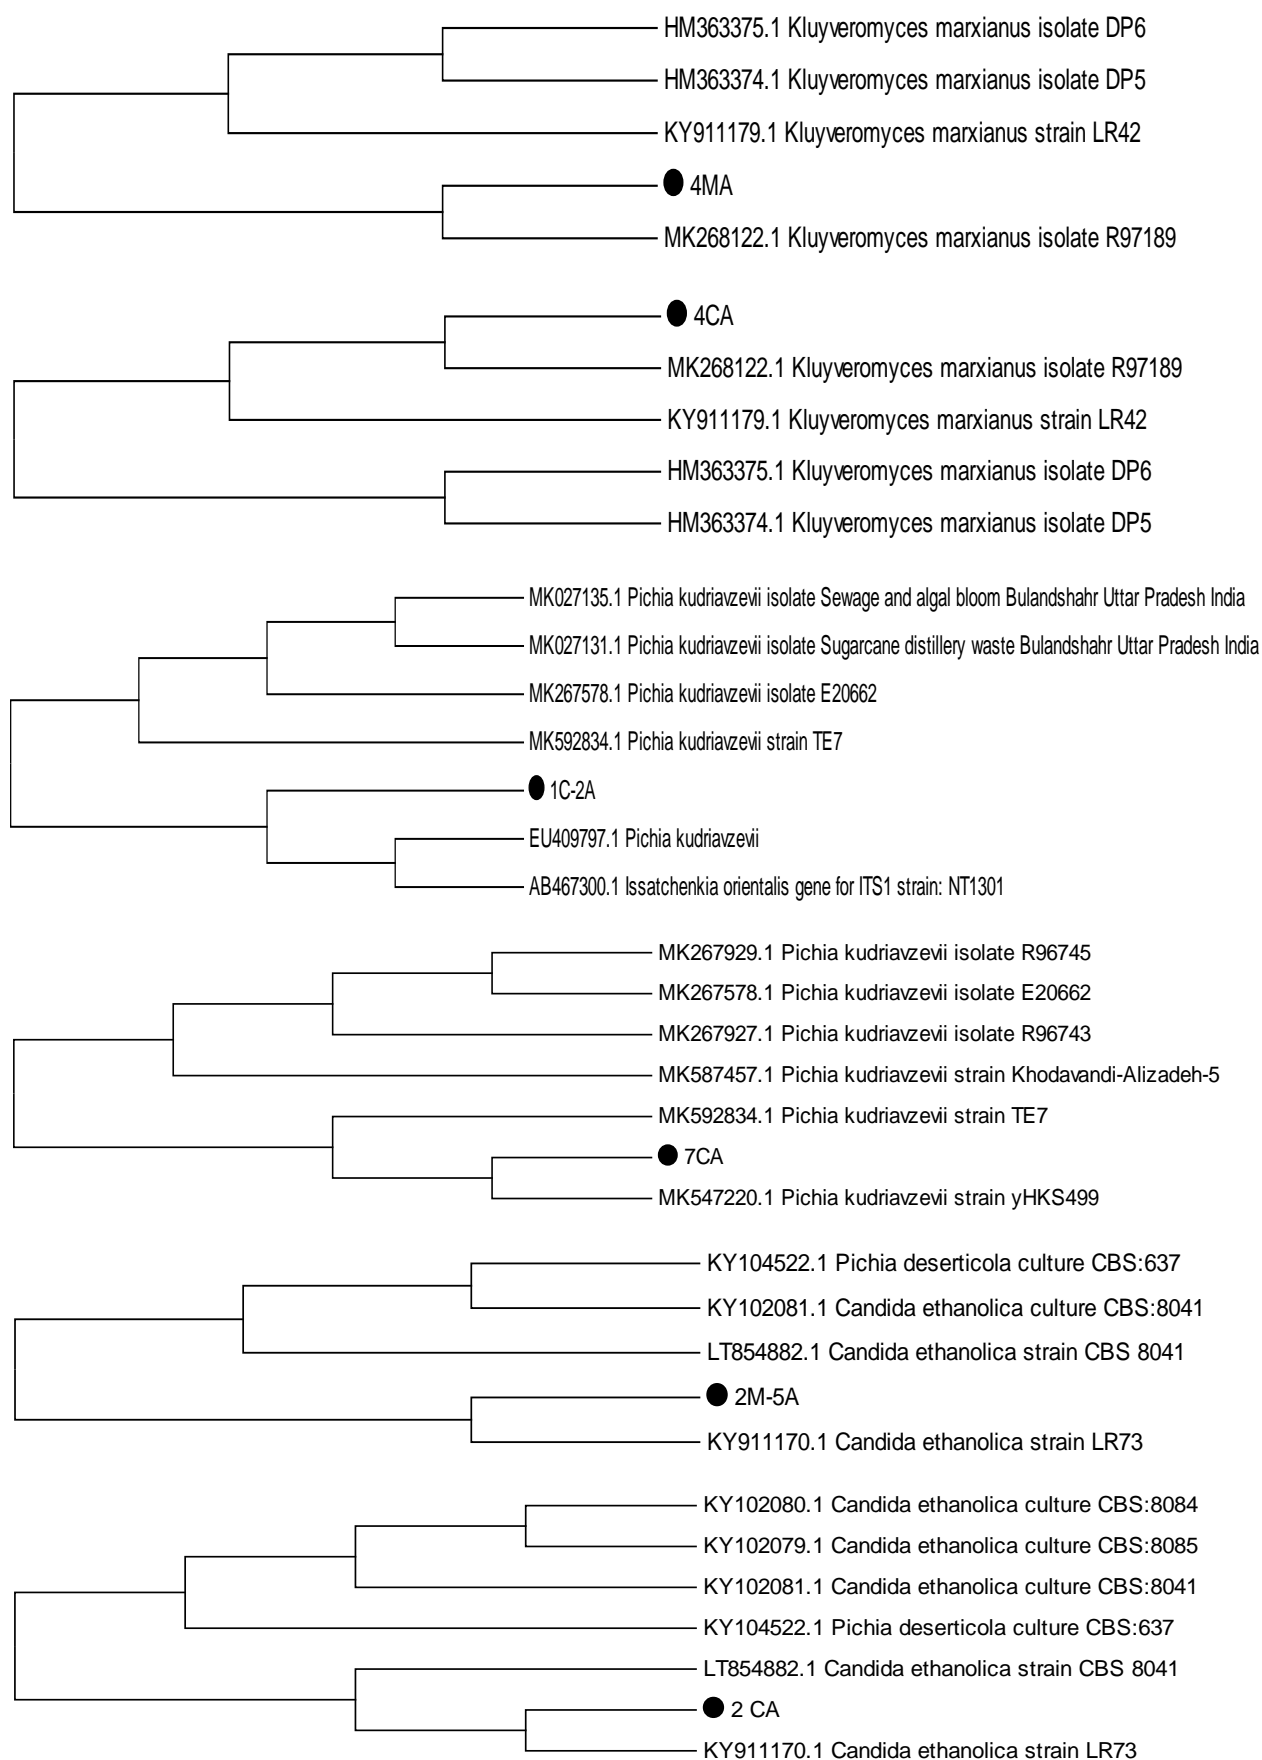 HM363375.1 Kluyveromyces marxianus isolate DP6
HM363374.1 Kluyveromyces marxianus isolate DP5
KY911179.1 Kluyveromyces marxianus strain LR42
4MA
MK268122.1 Kluyveromyces marxianus isolate R97189
4CA
MK268122.1 Kluyveromyces marxianus isolate R97189
KY911179.1 Kluyveromyces marxianus strain LR42
HM363375.1 Kluyveromyces marxianus isolate DP6
HM363374.1 Kluyveromyces marxianus isolate DP5
MK027135.1 Pichia kudriavzevii isolate Sewage and algal bloom Bulandshahr Uttar Pradesh India
MK027131.1 Pichia kudriavzevii isolate Sugarcane distillery waste Bulandshahr Uttar Pradesh India
MK267578.1 Pichia kudriavzevii isolate E20662
MK592834.1 Pichia kudriavzevii strain TE7
1C-2A
EU409797.1 Pichia kudriavzevii
AB467300.1 Issatchenkia orientalis gene for ITS1 strain: NT1301
MK267929.1 Pichia kudriavzevii isolate R96745
MK267578.1 Pichia kudriavzevii isolate E20662
MK267927.1 Pichia kudriavzevii isolate R96743
MK587457.1 Pichia kudriavzevii strain Khodavandi-Alizadeh-5
MK592834.1 Pichia kudriavzevii strain TE7
7CA
MK547220.1 Pichia kudriavzevii strain yHKS499
KY104522.1 Pichia deserticola culture CBS:637
KY102081.1 Candida ethanolica culture CBS:8041
LT854882.1 Candida ethanolica strain CBS 8041
2M-5A
KY911170.1 Candida ethanolica strain LR73
KY102080.1 Candida ethanolica culture CBS:8084
KY102079.1 Candida ethanolica culture CBS:8085
KY102081.1 Candida ethanolica culture CBS:8041
KY104522.1 Pichia deserticola culture CBS:637
LT854882.1 Candida ethanolica strain CBS 8041
2 CA
KY911170.1 Candida ethanolica strain LR73